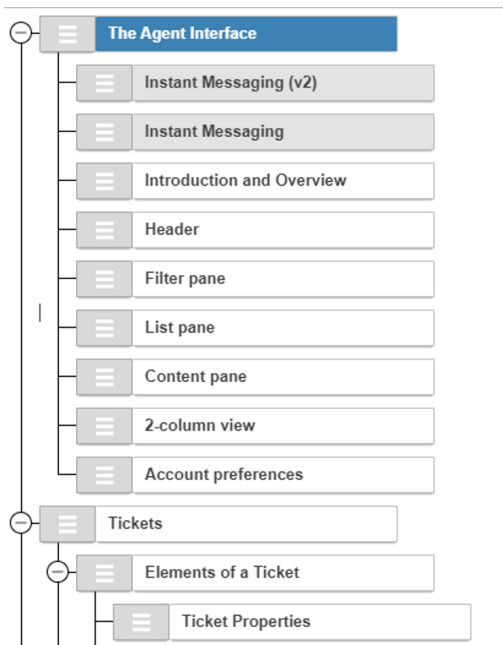 The Agent Interface
Instant Messaging (v2)
Instant Messaging
Introduction and Overview
Header
Filter pane
List pane
Content pane
2-column view
Account preferences
Tickets
Elements of a Ticket
Ticket Properties